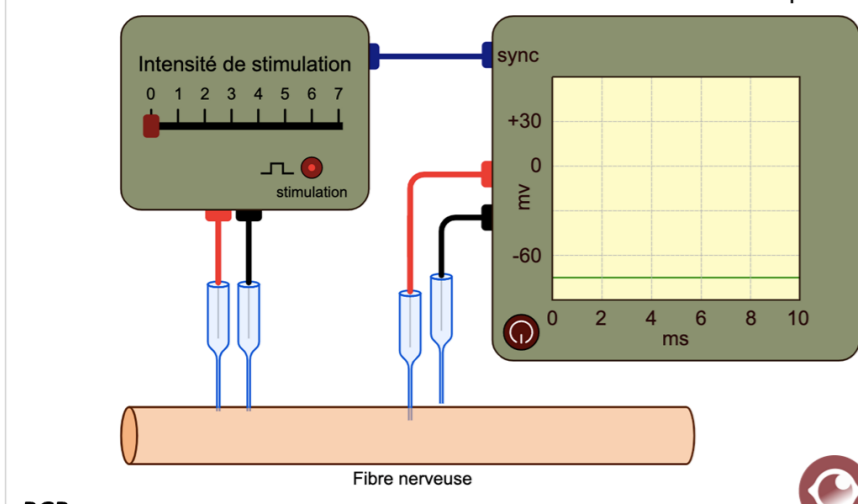 Intensité de stimulation
0 1 2 3 4 5 6 7
stimulation
sync
+30
0
mv
-60
0 2 4 6 8 10
ms
Fibre nerveuse